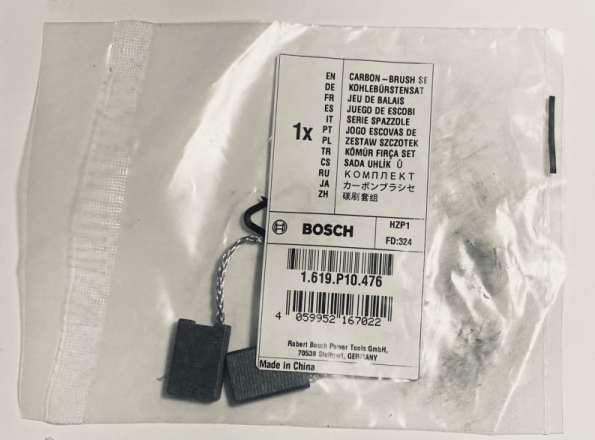 1x
EN CARBON-BRUSH SE
DE KOHLEBÜRSTENSAT
FR JEU DE BALAIS
ES JUEGO DE ESCOBI
IT SERIE SPAZZOLE
PT JOGO ESCOVAS DE
PL ZESTAW SZCZOTEK
TR KÖMÜR FIRÇA SET
CS SADA UHLÍK Ů
RU КОМПЛЕКТ
JA カーボンブラシセ
ZH 碳刷套组
BOSCH
HZP1
FD:324
1.619.P10.476
4 059952 167022
Robert Bosch Power Tools GmbH,
70538 Stuttgart, GERMANY
Made in China